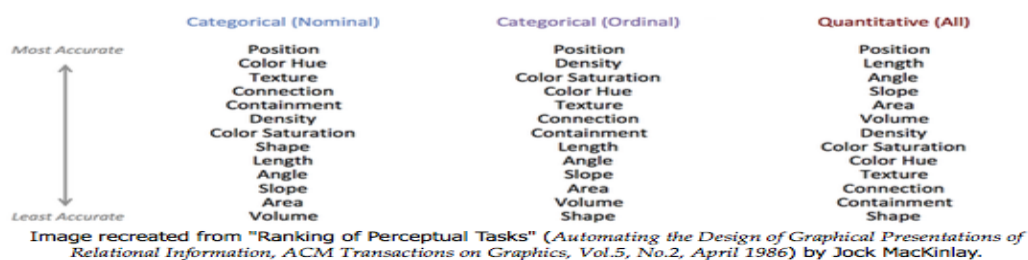 Categorical (Nominal) Categorical (Ordinal) Quantitative (All)
Most Accurate Position Position Position
Color Hue Density Length
Texture Color Saturation Angle
Connection Color Hue Slope
Containment Texture Area
Density Connection Volume
Color Saturation Containment Density
Shape Length Color Saturation
Length Angle Color Hue
Angle Slope Texture
Slope Area Connection
Area Volume Containment
Least Accurate Volume Shape Shape
Image recreated from "Ranking of Perceptual Tasks" (Automating the Design of Graphical Presentations of
Relational Information, ACM Transactions on Graphics, Vol.5, No.2, April 1986) by Jock MacKinlay.